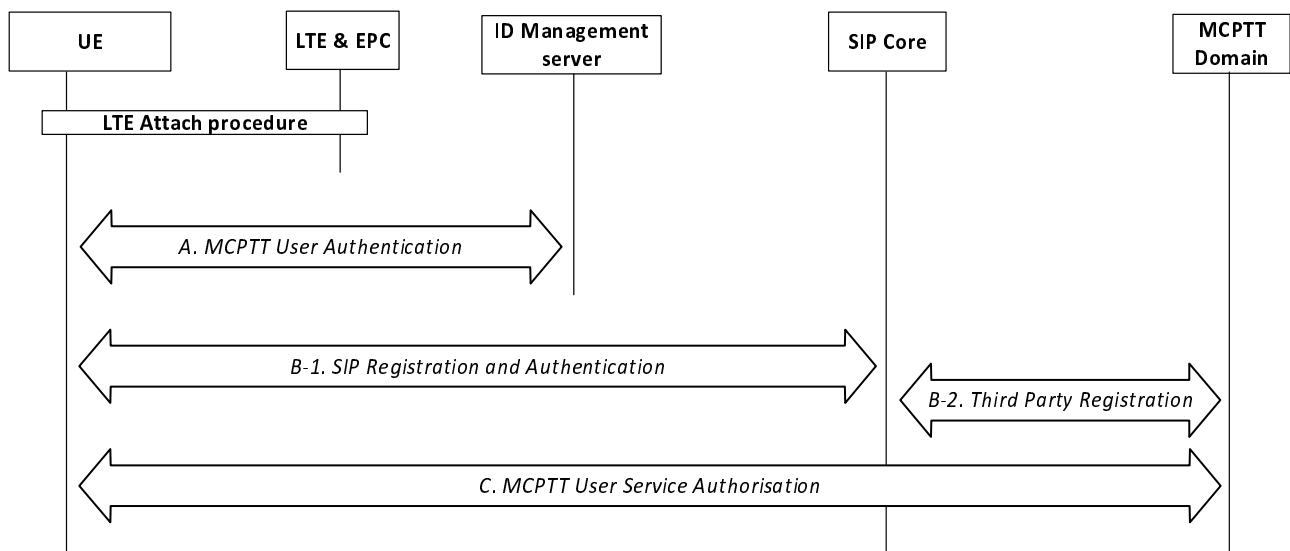 UE
LTE & EPC
ID Management
server
SIP Core
MCPTT
Domain
LTE Attach procedure
A. MCPTT User Authentication
B-1. SIP Registration and Authentication
B-2. Third Party Registration
C. MCPTT User Service Authorisation